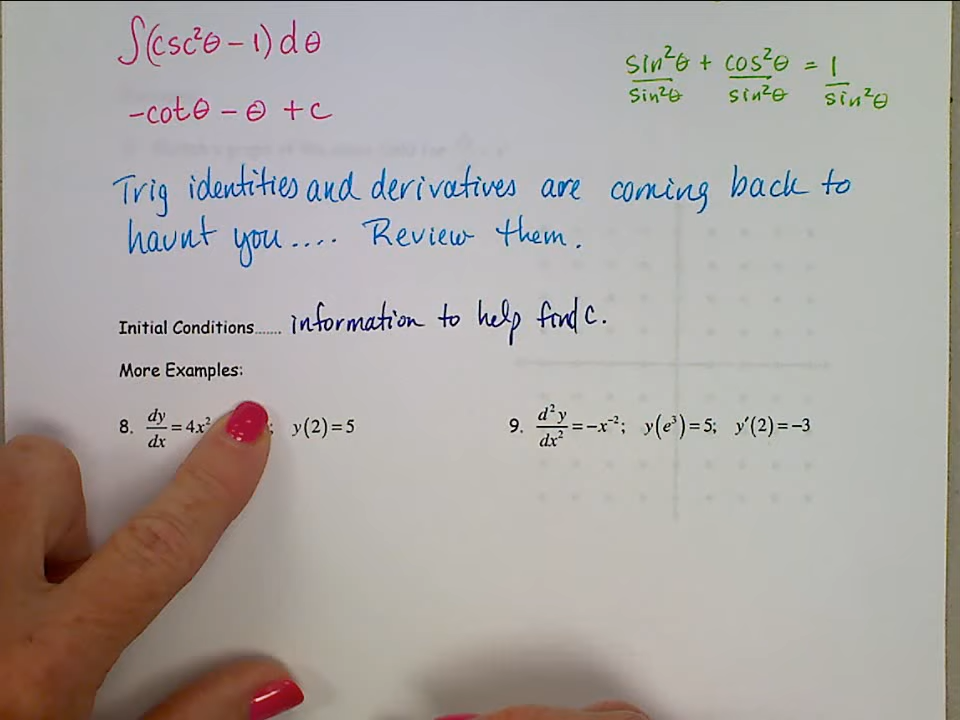 ∫(csc²θ – 1) dθ
sin²θ/sin²θ + cos²θ/sin²θ = 1/sin²θ
-cotθ – θ + c
Trig identities and derivatives are coming back to
haunt you.... Review them.
Initial Conditions....... information to help find c.
More Examples:
8. dy/dx = 4x² ; y(2)=5
9. d²y/dx² = –x⁻²; y(e³)=5; y′(2)=–3